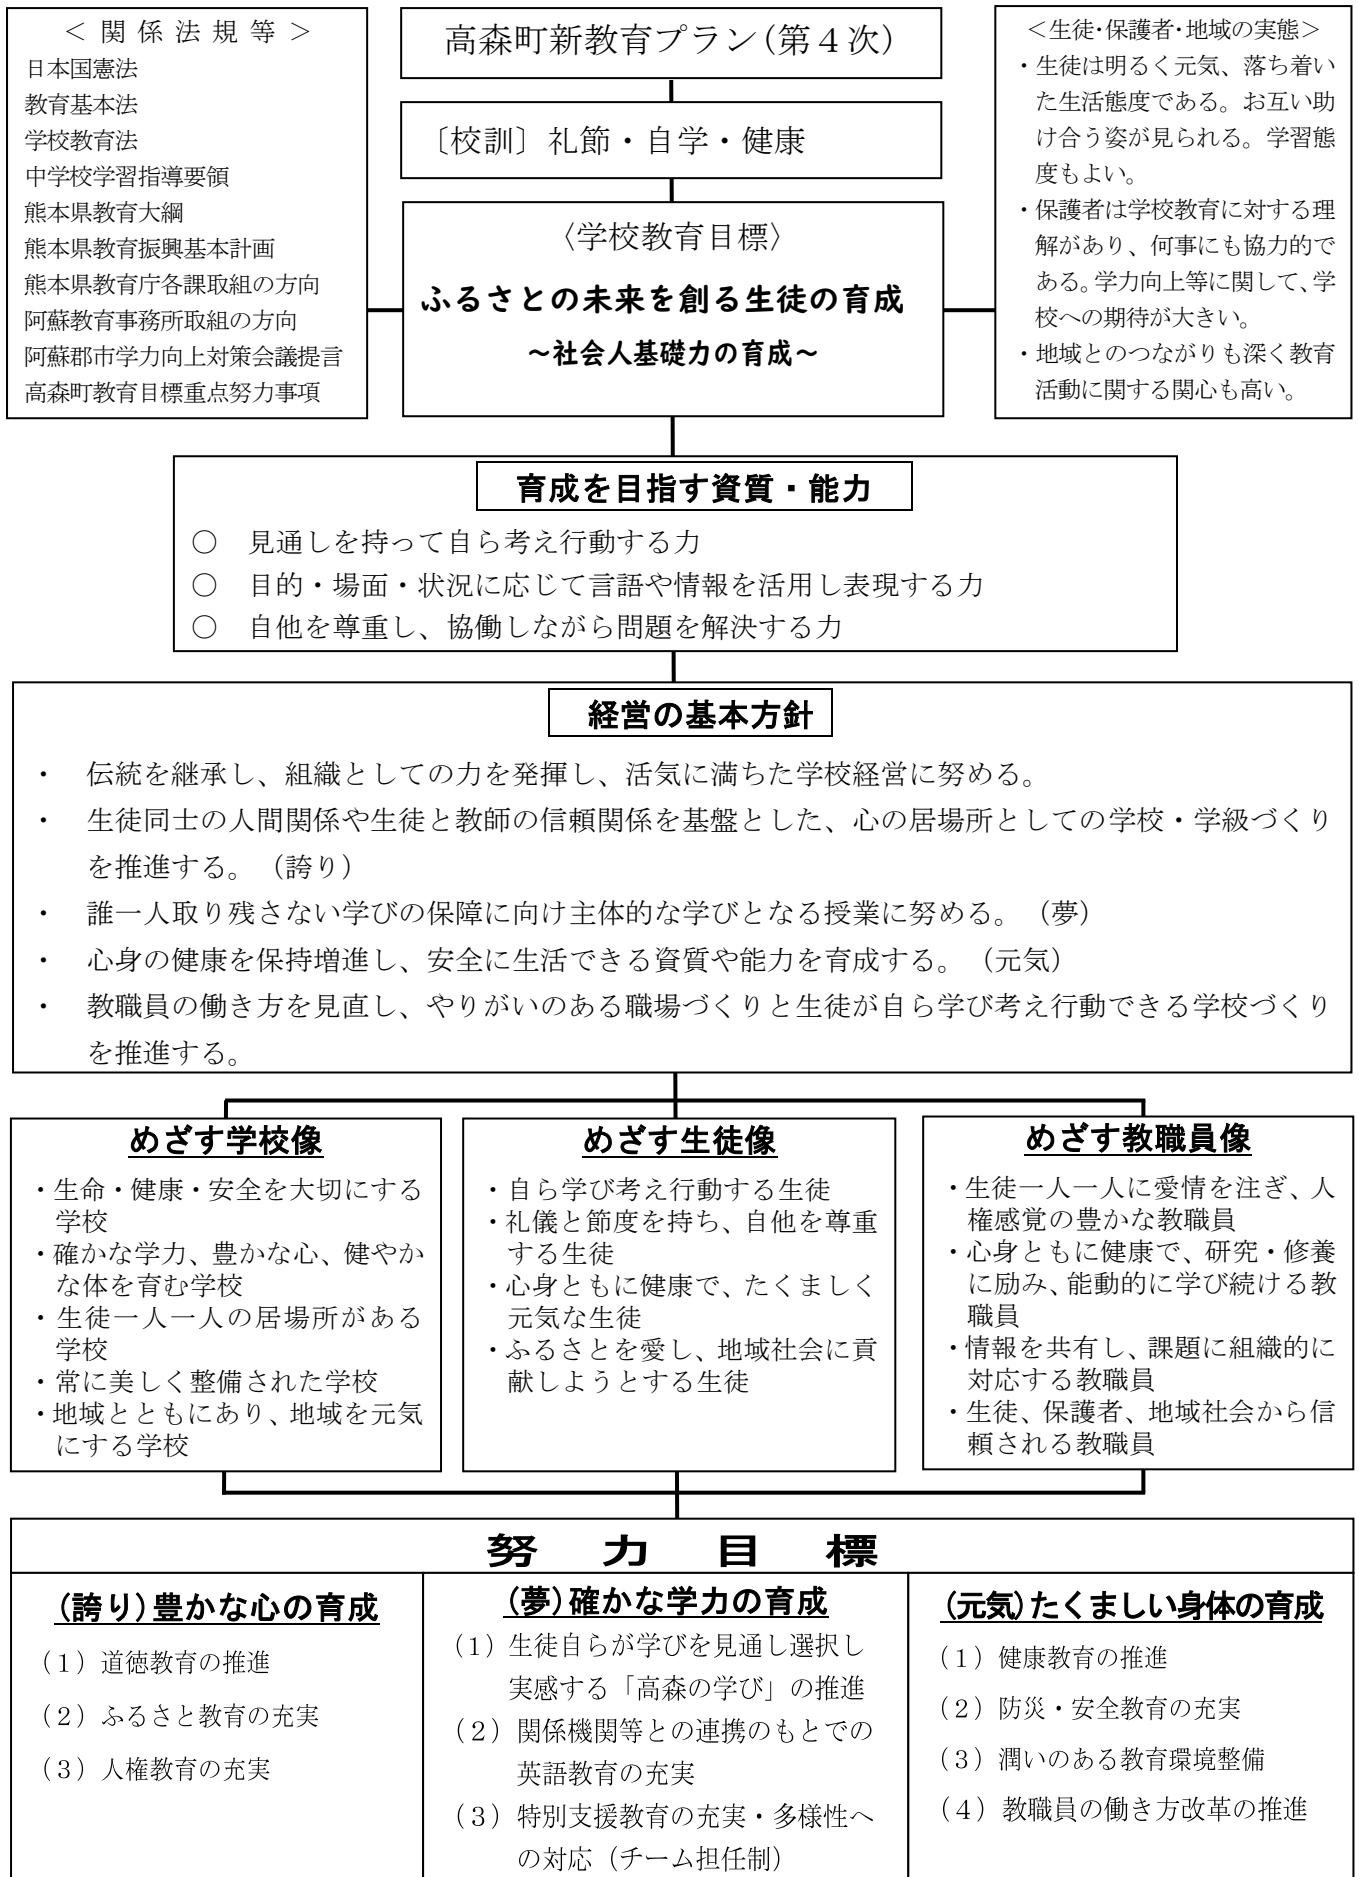 ＜関係法規等＞
日本国憲法
教育基本法
学校教育法
中学校学習指導要領
熊本県教育大綱
熊本県教育振興基本計画
熊本県教育庁各課取組の方向
阿蘇教育事務所取組の方向
阿蘇郡市学力向上対策会議提言
高森町教育目標重点努力事項
高森町新教育プラン（第４次）
〔校訓〕礼節・自学・健康
〈学校教育目標〉
ふるさとの未来を創る生徒の育成
～社会人基礎力の育成～
＜生徒・保護者・地域の実態＞
・生徒は明るく元気、落ち着い
た生活態度である。お互い助
け合う姿が見られる。学習態
度もよい。
・保護者は学校教育に対する理
解があり、何事にも協力的で
ある。学力向上等に関して、学
校への期待が大きい。
・地域とのつながりも深く教育
活動に関する関心も高い。
育成を目指す資質・能力
○　見通しを持って自ら考え行動する力
○　目的・場面・状況に応じて言語や情報を活用し表現する力
○　自他を尊重し、協働しながら問題を解決する力
経営の基本方針
・　伝統を継承し、組織としての力を発揮し、活気に満ちた学校経営に努める。
・　生徒同士の人間関係や生徒と教師の信頼関係を基盤とした、心の居場所としての学校・学級づくり
を推進する。（誇り）
・　誰一人取り残さない学びの保障に向け主体的な学びとなる授業に努める。（夢）
・　心身の健康を保持増進し、安全に生活できる資質や能力を育成する。（元気）
・　教職員の働き方を見直し、やりがいのある職場づくりと生徒が自ら学び考え行動できる学校づくり
を推進する。
めざす学校像
・生命・健康・安全を大切にする
学校
・確かな学力、豊かな心、健やか
な体を育む学校
・生徒一人一人の居場所がある
学校
・常に美しく整備された学校
・地域とともにあり、地域を元気
にする学校
めざす生徒像
・自ら学び考え行動する生徒
・礼儀と節度を持ち、自他を尊重
する生徒
・心身ともに健康で、たくましく
元気な生徒
・ふるさとを愛し、地域社会に貢
献しようとする生徒
めざす教職員像
・生徒一人一人に愛情を注ぎ、人
権感覚の豊かな教職員
・心身ともに健康で、研究・修養
に励み、能動的に学び続ける教
職員
・情報を共有し、課題に組織的に
対応する教職員
・生徒、保護者、地域社会から信
頼される教職員
努力目標
（誇り）豊かな心の育成
（１）道徳教育の推進
（２）ふるさと教育の充実
（３）人権教育の充実
（夢）確かな学力の育成
（１）生徒自らが学びを見通し選択し
実感する「高森の学び」の推進
（２）関係機関等との連携のもとでの
英語教育の充実
（３）特別支援教育の充実・多様性へ
の対応（チーム担任制）
（元気）たくましい身体の育成
（１）健康教育の推進
（２）防災・安全教育の充実
（３）潤いのある教育環境整備
（４）教職員の働き方改革の推進